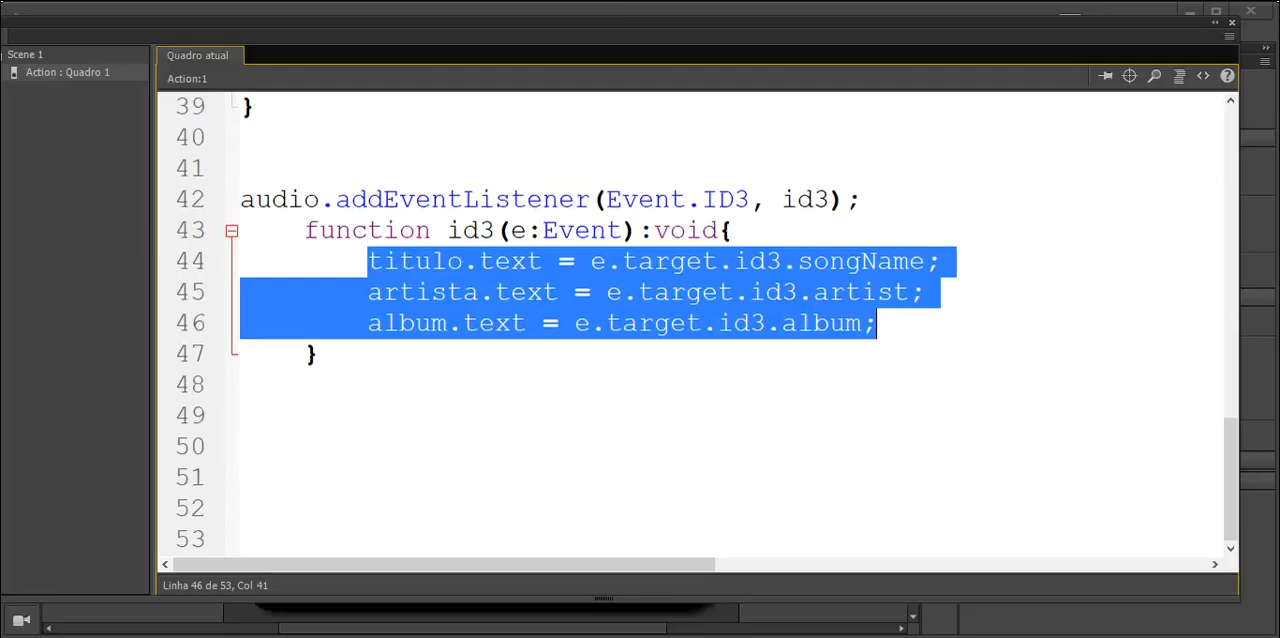 Scene 1
Action : Quadro 1
Quadro atual
Action:1
39 }
40
41
42 audio.addEventListener(Event.ID3, id3);
43 function id3(e:Event):void{
44 titulo.text = e.target.id3.songName;
45 artista.text = e.target.id3.artist;
46 album.text = e.target.id3.album;
47 }
48
49
50
51
52
53
Linha 46 de 53, Col 41